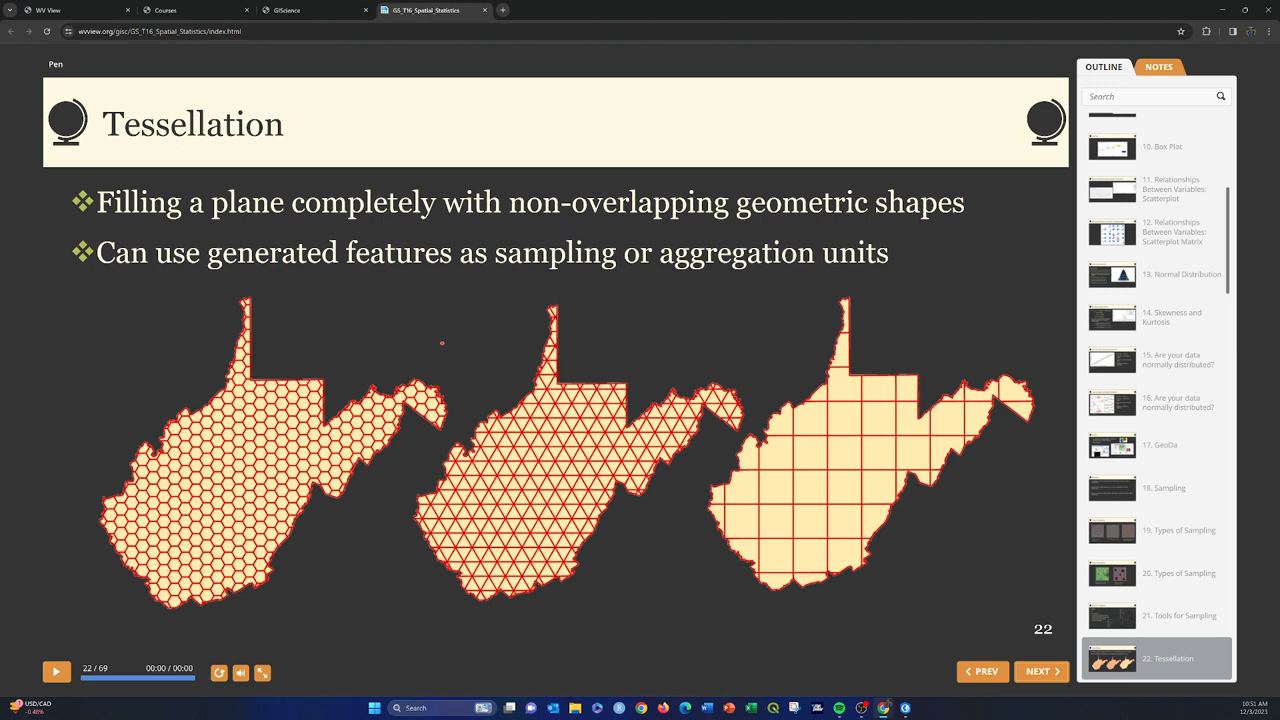 WV View
Courses
GIScience
GS_T16_Spatial_Statistics
wvview.org/gisc/GS_T16_Spatial_Statistics/index.html
Pen
Tessellation
Filling a plane completely with non-overlapping geometric shapes
Can use generated features as sampling or aggregation units
22
22 / 69
00:00 / 00:00
PREV
NEXT
OUTLINE
NOTES
Search
10. Box Plot
11. Relationships
Between Variables:
Scatterplot
12. Relationships
Between Variables:
Scatterplot Matrix
13. Normal Distribution
14. Skewness and
Kurtosis
15. Are your data
normally distributed?
16. Are your data
normally distributed?
17. GeoDa
18. Sampling
19. Types of Sampling
20. Types of Sampling
21. Tools for Sampling
22. Tessellation
USD/CAD
-0.48%
Search
10:51 AM
12/3/2023